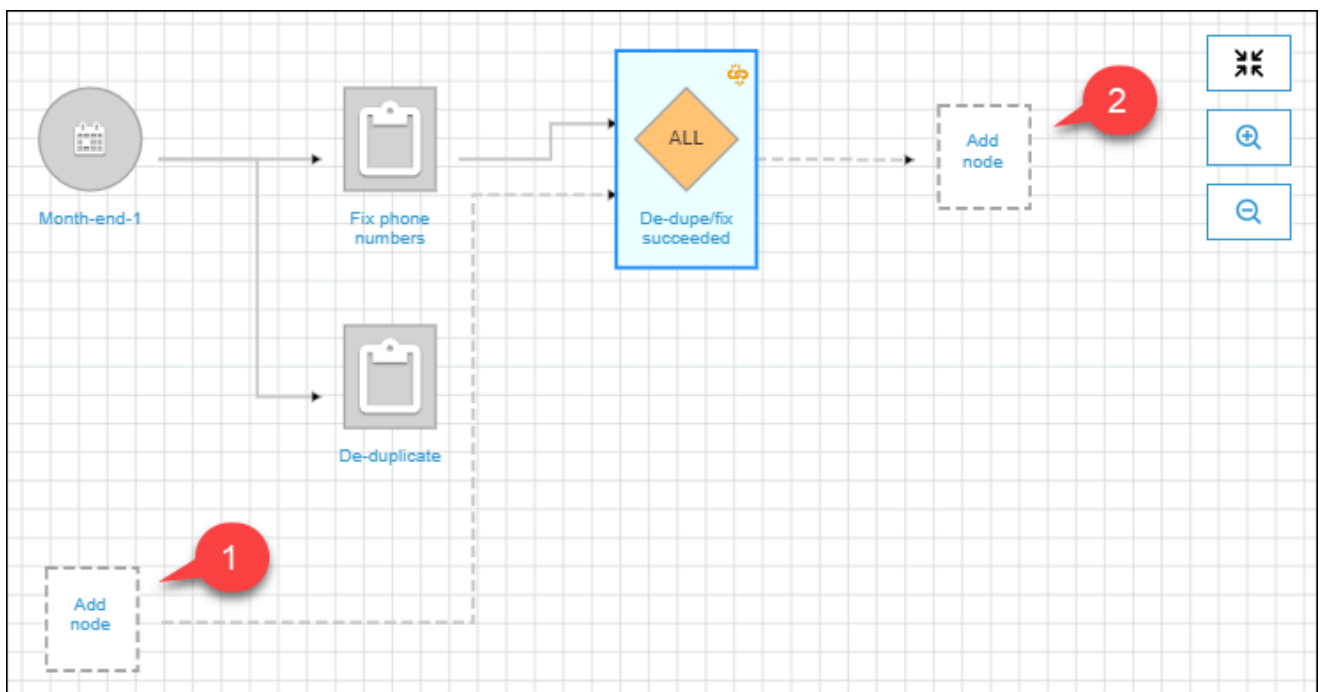 2
ALL
Add
node
Month-end-1
Fix phone
numbers
De-dupe/fix
succeeded
De-duplicate
1
Add
node